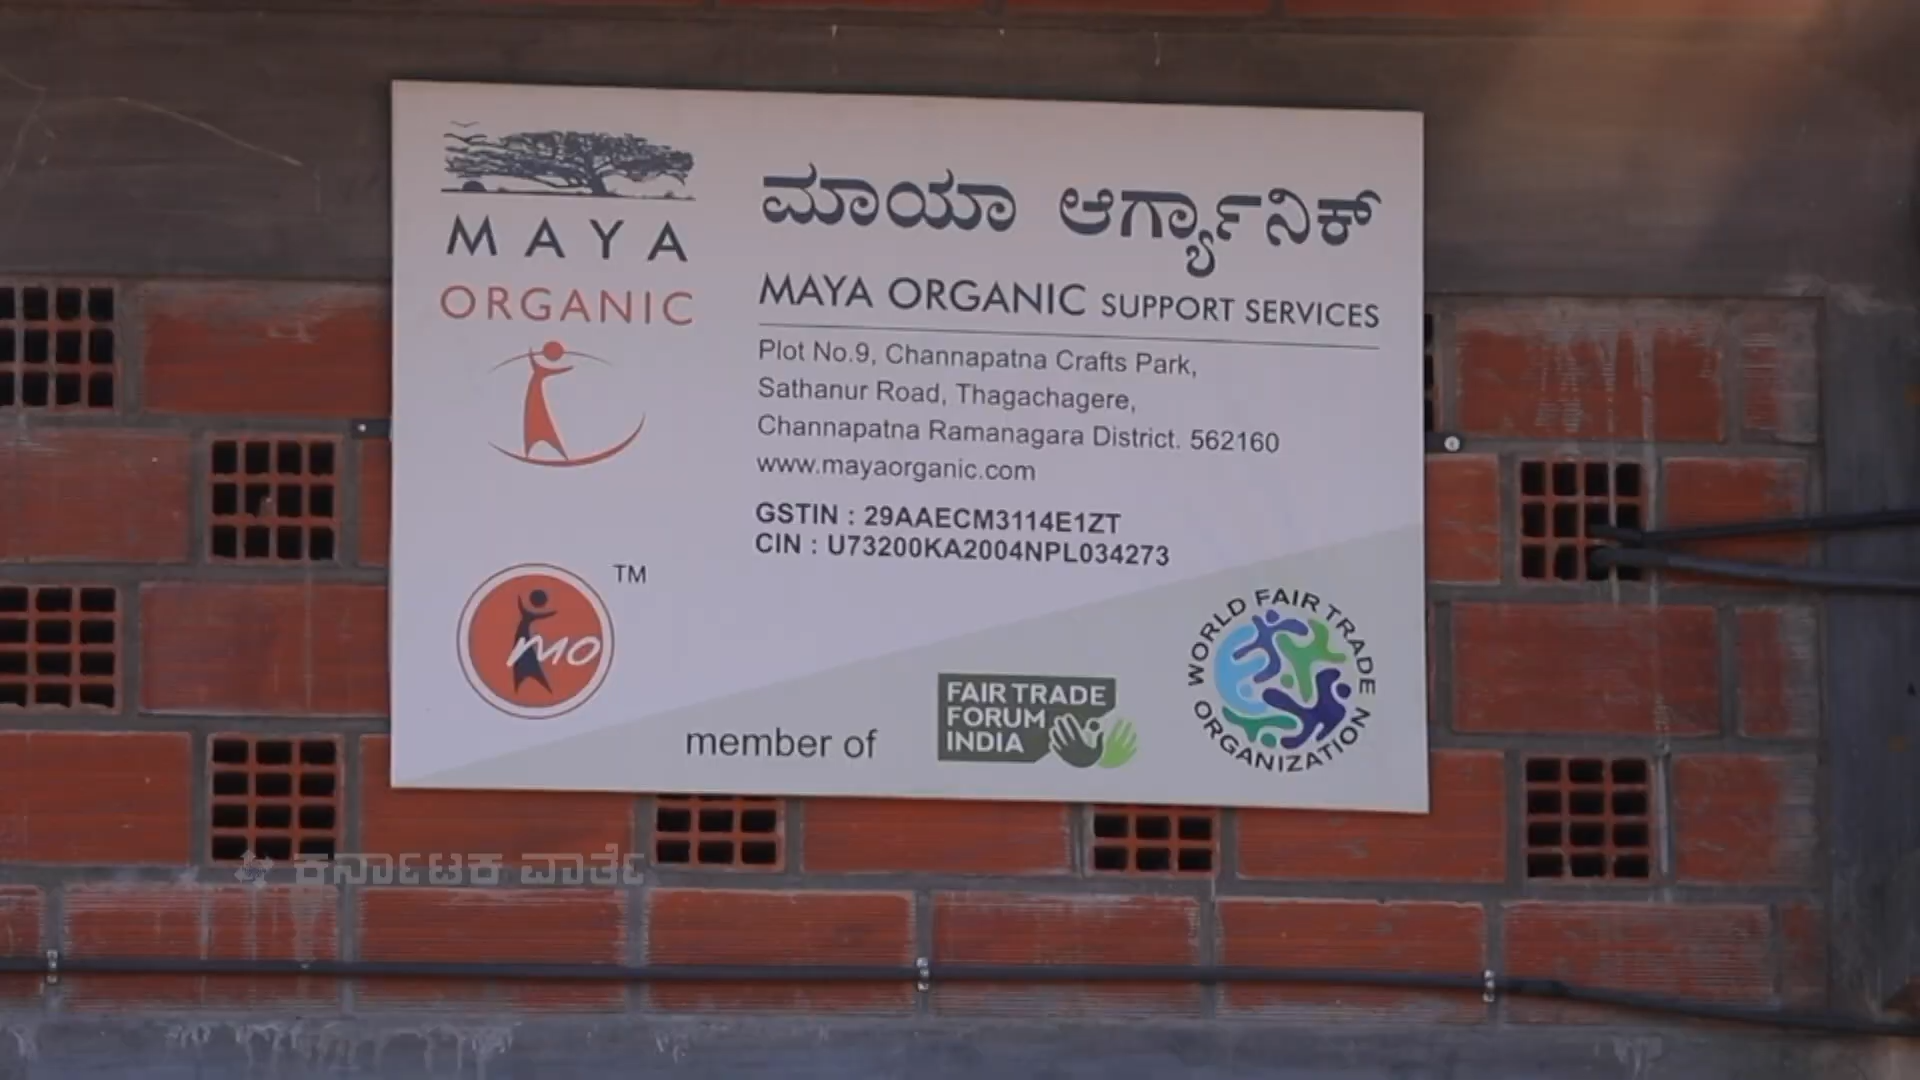 MAYA
ORGANIC
ಮಾಯಾ ಆರ್ಗ್ಯಾನಿಕ್
MAYA ORGANIC SUPPORT SERVICES
Plot No.9, Channapatna Crafts Park,
Sathanur Road, Thagachagere,
Channapatna Ramanagara District. 562160
www.mayaorganic.com
GSTIN : 29AAECM3114E1ZT
CIN : U73200KA2004NPL034273
mo TM
member of
FAIR TRADE
FORUM
INDIA
WORLD FAIR TRADE ORGANIZATION
ಕರ್ನಾಟಕ ವಾರ್ತೆ